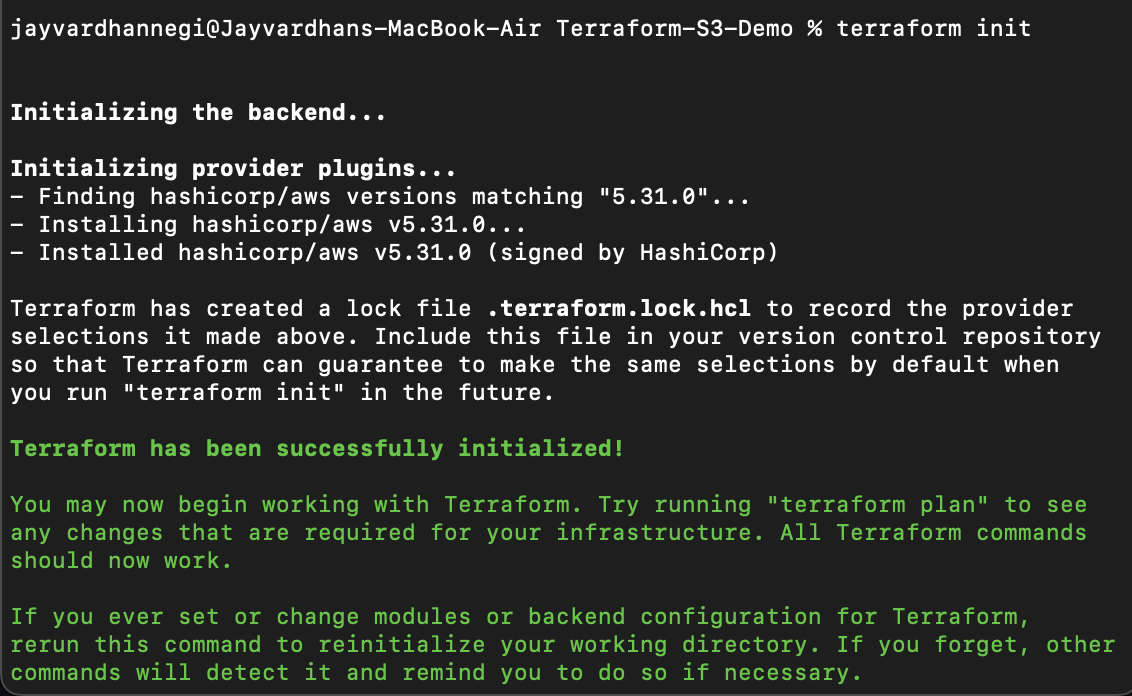 jayvardhannegi@Jayvardhans-MacBook-Air Terraform-S3-Demo % terraform init
Initializing the backend...
Initializing provider plugins...
- Finding hashicorp/aws versions matching "5.31.0"...
- Installing hashicorp/aws v5.31.0...
- Installed hashicorp/aws v5.31.0 (signed by HashiCorp)
Terraform has created a lock file .terraform.lock.hcl to record the provider
selections it made above. Include this file in your version control repository
so that Terraform can guarantee to make the same selections by default when
you run "terraform init" in the future.
Terraform has been successfully initialized!
You may now begin working with Terraform. Try running "terraform plan" to see
any changes that are required for your infrastructure. All Terraform commands
should now work.
If you ever set or change modules or backend configuration for Terraform,
rerun this command to reinitialize your working directory. If you forget, other
commands will detect it and remind you to do so if necessary.